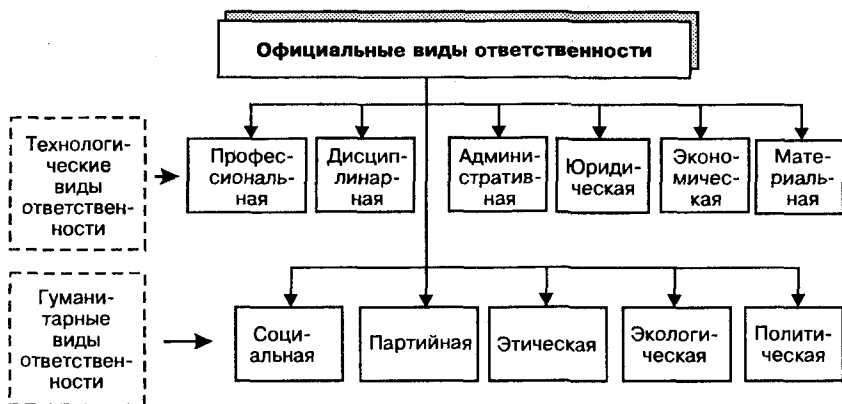 Официальные виды ответственности
Технологи-
ческие
виды
ответствен-
ности
Профес-
сиональ-
ная
Дисцип-
линар-
ная
Админи-
стратив-
ная
Юриди-
ческая
Эконо-
мичес-
кая
Мате-
риаль-
ная
Гумани-
тарные
виды
ответствен-
ности
Соци-
альная
Партийная
Этическая
Экологи-
ческая
Полити-
ческая